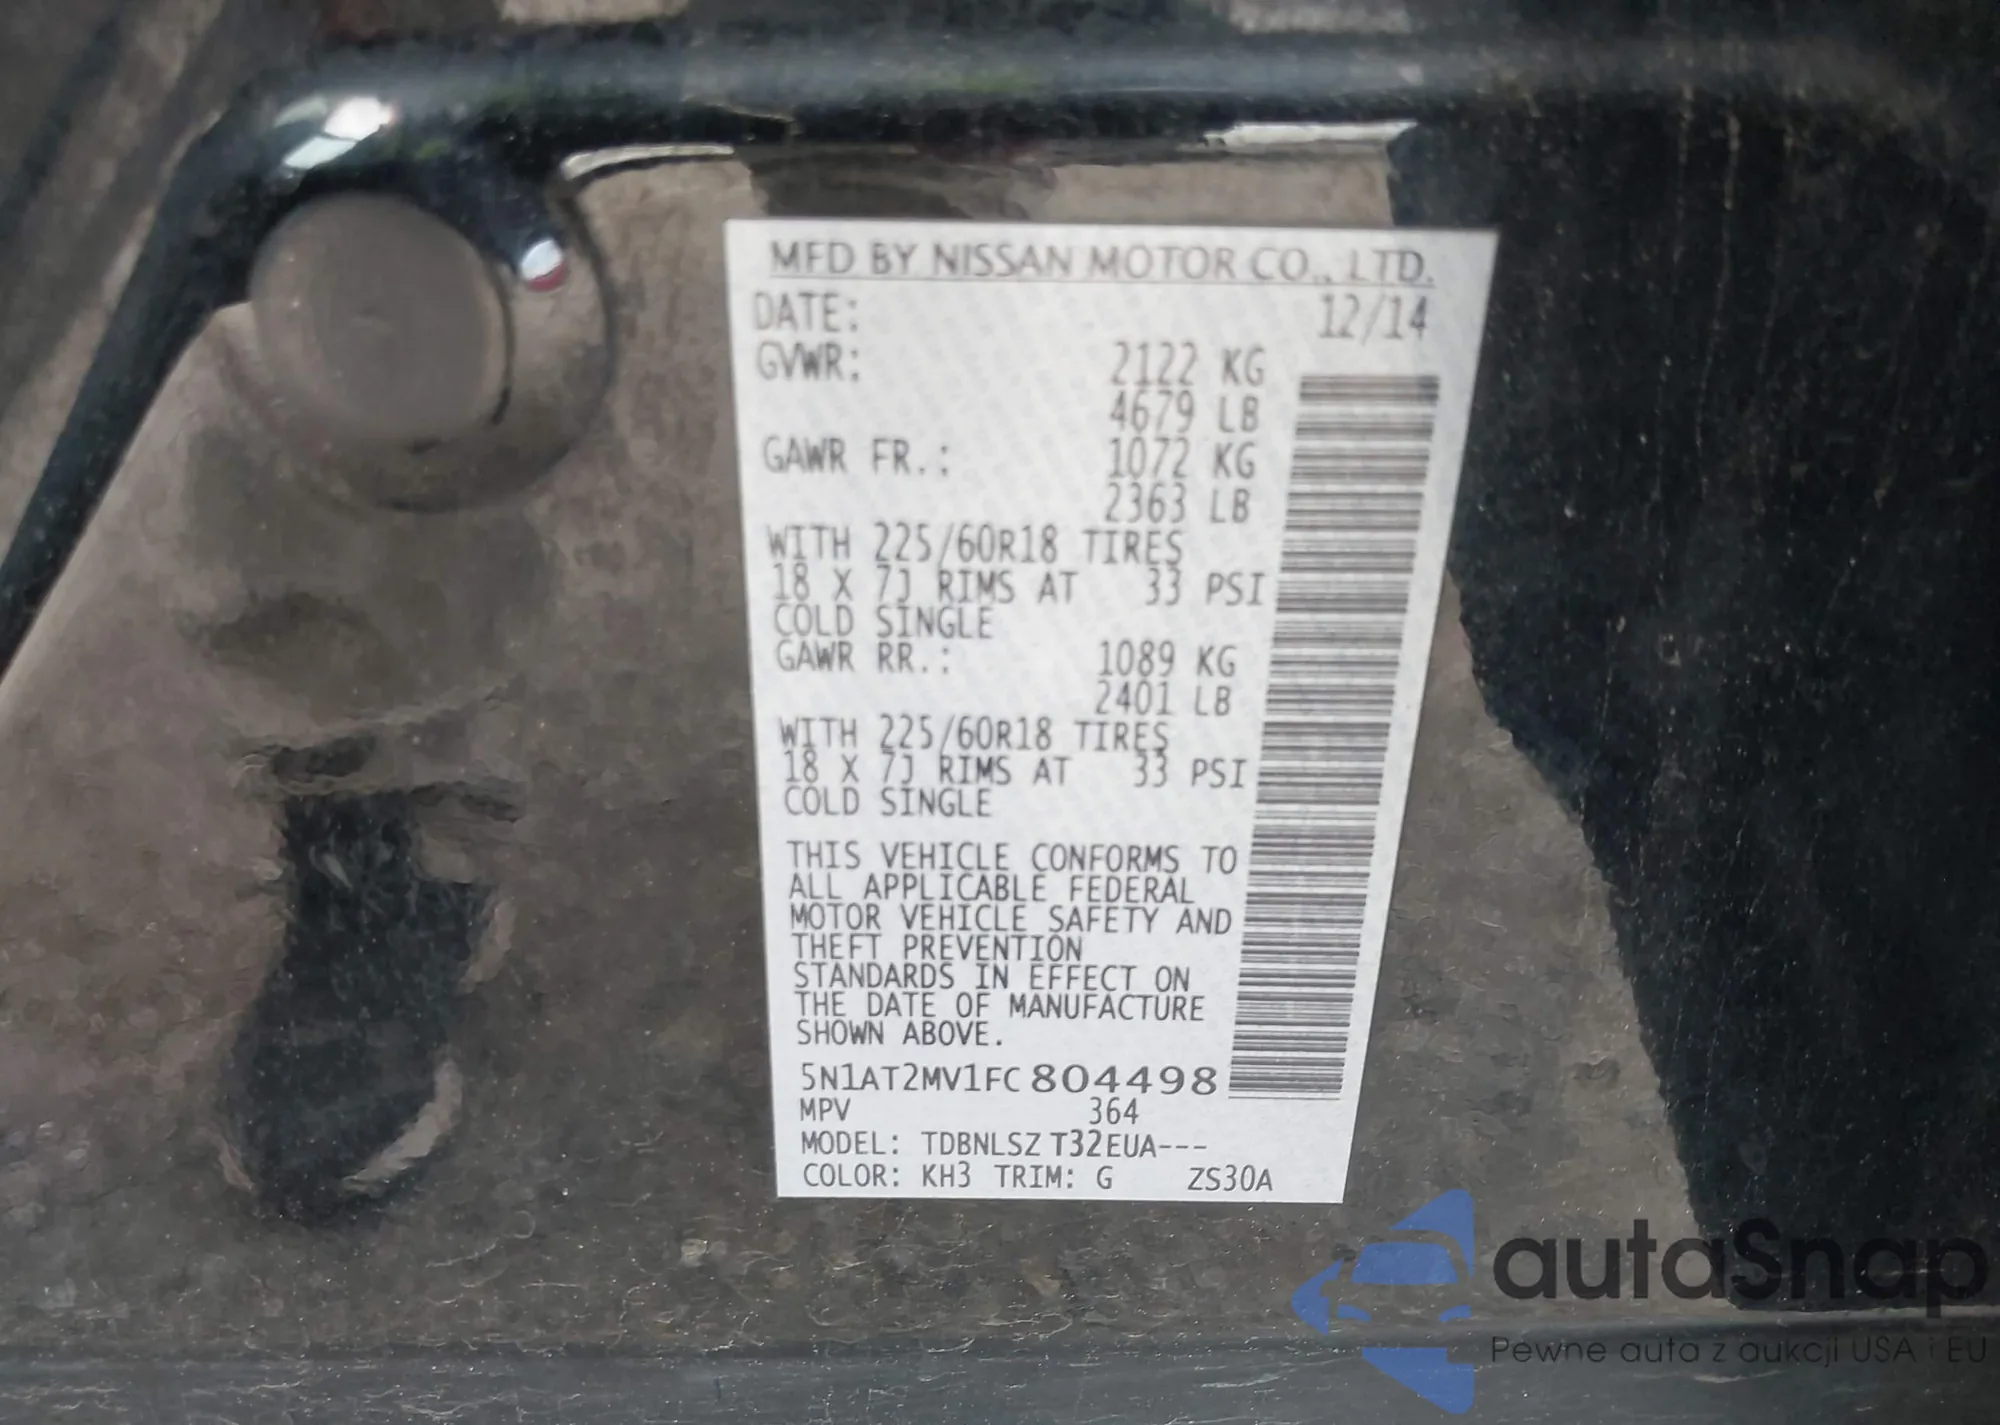 MFD BY NISSAN MOTOR CO., LTD.
DATE: 12/14
GVWR: 2122 KG
4679 LB
GAWR FR.: 1072 KG
2363 LB
WITH 225/60R18 TIRES
18 X 7J RIMS AT 33 PSI
COLD SINGLE
GAWR RR.: 1089 KG
2401 LB
WITH 225/60R18 TIRES
18 X 7J RIMS AT 33 PSI
COLD SINGLE
THIS VEHICLE CONFORMS TO
ALL APPLICABLE FEDERAL
MOTOR VEHICLE SAFETY AND
THEFT PREVENTION
STANDARDS IN EFFECT ON
THE DATE OF MANUFACTURE
SHOWN ABOVE.
5N1AT2MV1FC804498
MPV 364
MODEL: TDBNLSZ T32EUA---
COLOR: KH3 TRIM: G ZS30A
autaSnap
Pewne auta z aukcji USA i EU